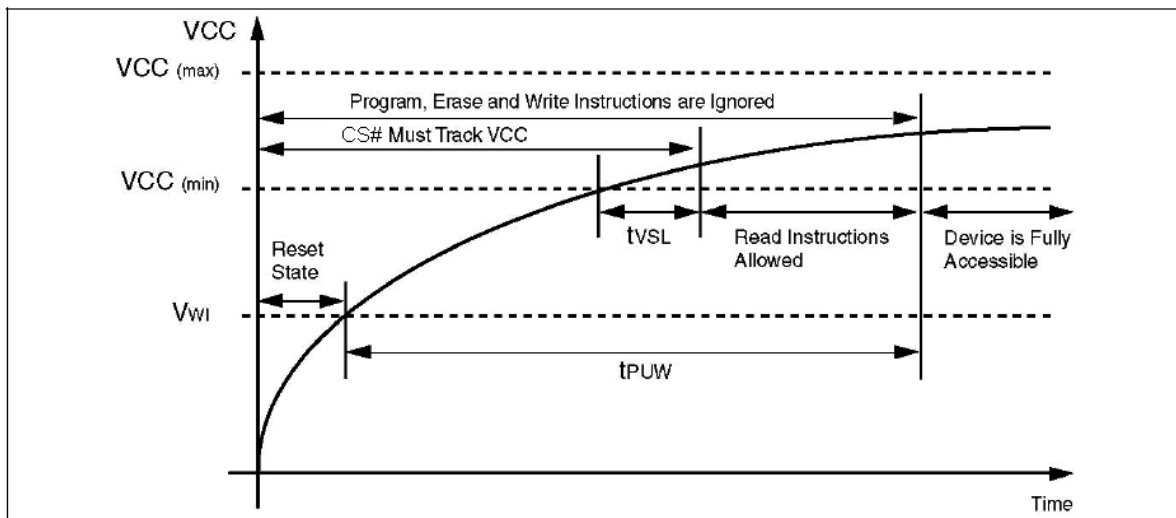 VCC
VCC (max)
Program, Erase and Write Instructions are Ignored
CS# Must Track VCC
VCC (min)
tVSL
Read Instructions
Allowed
Device is Fully
Accessible
Reset
State
VWI
tPUW
Time